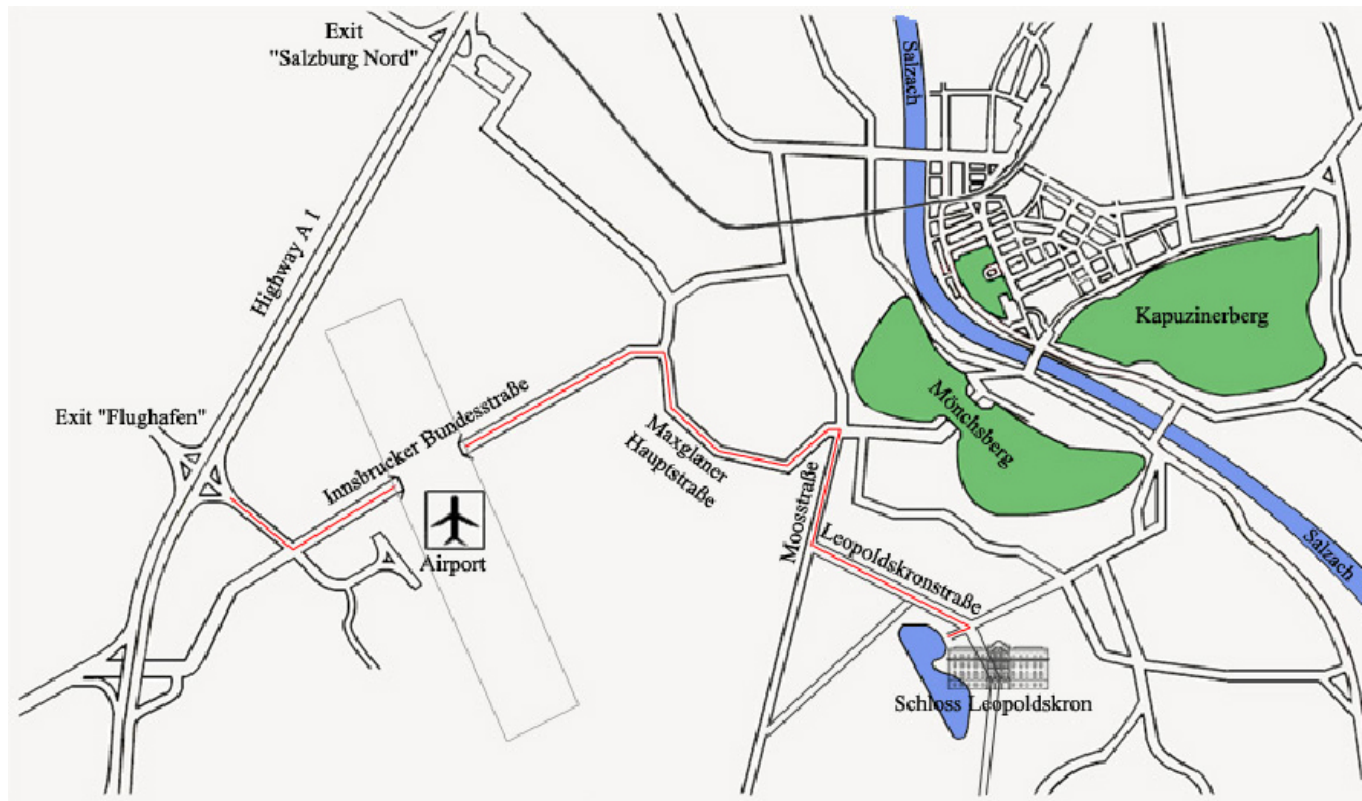 Exit
"Salzburg Nord"
Salzach
Highway A 1
Kapuzinerberg
Exit "Flughafen"
Innsbrucker Bundesstraße
Mönchsberg
Maxglaner
Hauptstraße
Moosstraße
Airport
Leopoldskronstraße
Salzach
Schloss Leopoldskron